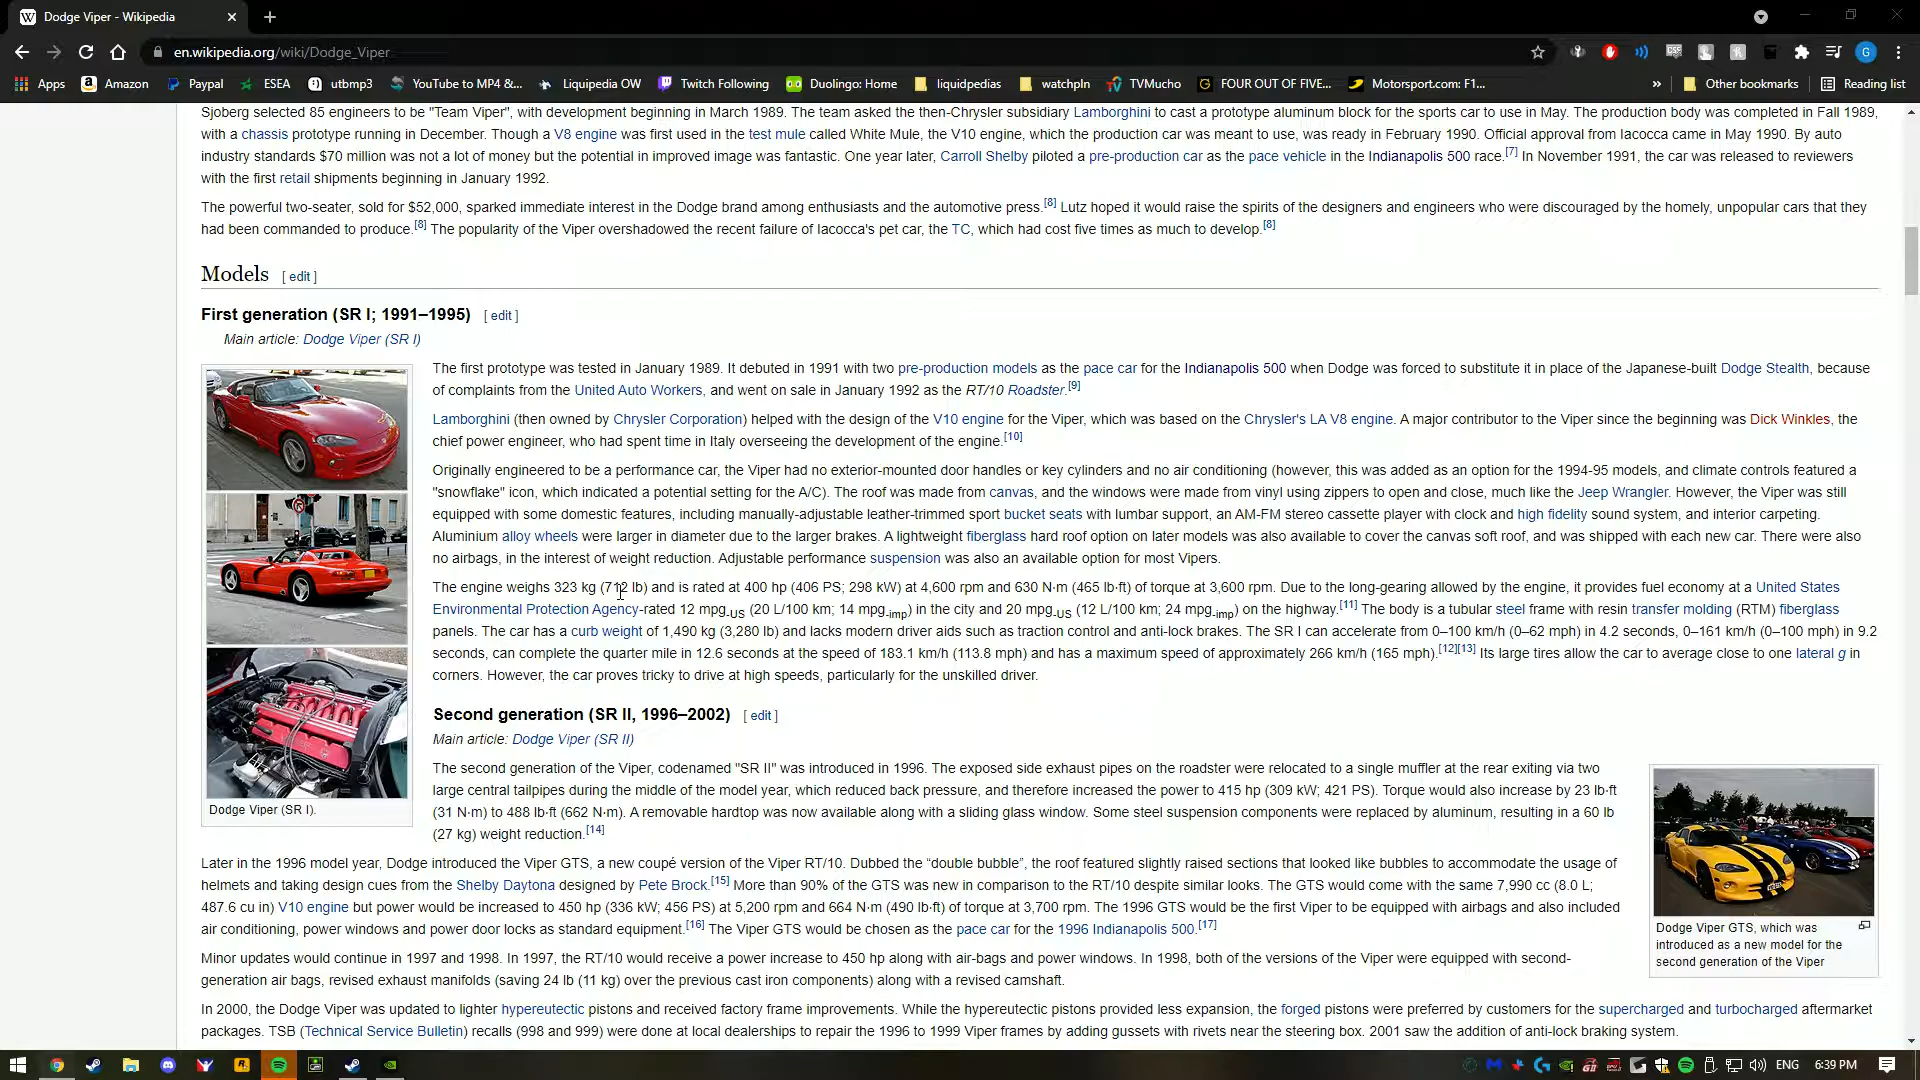 Dodge Viper - Wikipedia
en.wikipedia.org/wiki/Dodge_Viper
Apps Amazon Paypal ESEA utbmp3 YouTube to MP4 &... Liquipedia OW Twitch Following Duolingo: Home liquidpedias watchpln TVMucho FOUR OUT OF FIVE... Motorsport.com: F1... » Other bookmarks Reading list
Sjoberg selected 85 engineers to be "Team Viper", with development beginning in March 1989. The team asked the then-Chrysler subsidiary Lamborghini to cast a prototype aluminum block for the sports car to use in May. The production body was completed in Fall 1989,
with a chassis prototype running in December. Though a V8 engine was first used in the test mule called White Mule, the V10 engine, which the production car was meant to use, was ready in February 1990. Official approval from Iacocca came in May 1990. By auto
industry standards $70 million was not a lot of money but the potential in improved image was fantastic. One year later, Carroll Shelby piloted a pre-production car as the pace vehicle in the Indianapolis 500 race.[7] In November 1991, the car was released to reviewers
with the first retail shipments beginning in January 1992.
The powerful two-seater, sold for $52,000, sparked immediate interest in the Dodge brand among enthusiasts and the automotive press.[8] Lutz hoped it would raise the spirits of the designers and engineers who were discouraged by the homely, unpopular cars that they
had been commanded to produce.[8] The popularity of the Viper overshadowed the recent failure of Iacocca's pet car, the TC, which had cost five times as much to develop.[8]
Models [ edit ]
First generation (SR I; 1991–1995) [ edit ]
Main article: Dodge Viper (SR I)
The first prototype was tested in January 1989. It debuted in 1991 with two pre-production models as the pace car for the Indianapolis 500 when Dodge was forced to substitute it in place of the Japanese-built Dodge Stealth, because
of complaints from the United Auto Workers, and went on sale in January 1992 as the RT/10 Roadster.[9]
Lamborghini (then owned by Chrysler Corporation) helped with the design of the V10 engine for the Viper, which was based on the Chrysler's LA V8 engine. A major contributor to the Viper since the beginning was Dick Winkles, the
chief power engineer, who had spent time in Italy overseeing the development of the engine.[10]
Originally engineered to be a performance car, the Viper had no exterior-mounted door handles or key cylinders and no air conditioning (however, this was added as an option for the 1994-95 models, and climate controls featured a
"snowflake" icon, which indicated a potential setting for the A/C). The roof was made from canvas, and the windows were made from vinyl using zippers to open and close, much like the Jeep Wrangler. However, the Viper was still
equipped with some domestic features, including manually-adjustable leather-trimmed sport bucket seats with lumbar support, an AM-FM stereo cassette player with clock and high fidelity sound system, and interior carpeting.
Aluminium alloy wheels were larger in diameter due to the larger brakes. A lightweight fiberglass hard roof option on later models was also available to cover the canvas soft roof, and was shipped with each new car. There were also
no airbags, in the interest of weight reduction. Adjustable performance suspension was also an available option for most Vipers.
The engine weighs 323 kg (712 lb) and is rated at 400 hp (406 PS; 298 kW) at 4,600 rpm and 630 N⋅m (465 lb⋅ft) of torque at 3,600 rpm. Due to the long-gearing allowed by the engine, it provides fuel economy at a United States
Environmental Protection Agency-rated 12 mpg-US (20 L/100 km; 14 mpg-imp) in the city and 20 mpg-US (12 L/100 km; 24 mpg-imp) on the highway.[11] The body is a tubular steel frame with resin transfer molding (RTM) fiberglass
panels. The car has a curb weight of 1,490 kg (3,280 lb) and lacks modern driver aids such as traction control and anti-lock brakes. The SR I can accelerate from 0–100 km/h (0–62 mph) in 4.2 seconds, 0–161 km/h (0–100 mph) in 9.2
seconds, can complete the quarter mile in 12.6 seconds at the speed of 183.1 km/h (113.8 mph) and has a maximum speed of approximately 266 km/h (165 mph).[12][13] Its large tires allow the car to average close to one lateral g in
corners. However, the car proves tricky to drive at high speeds, particularly for the unskilled driver.
Dodge Viper (SR I).
Second generation (SR II, 1996–2002) [ edit ]
Main article: Dodge Viper (SR II)
The second generation of the Viper, codenamed "SR II" was introduced in 1996. The exposed side exhaust pipes on the roadster were relocated to a single muffler at the rear exiting via two
large central tailpipes during the middle of the model year, which reduced back pressure, and therefore increased the power to 415 hp (309 kW; 421 PS). Torque would also increase by 23 lb⋅ft
(31 N⋅m) to 488 lb⋅ft (662 N⋅m). A removable hardtop was now available along with a sliding glass window. Some steel suspension components were replaced by aluminum, resulting in a 60 lb
(27 kg) weight reduction.[14]
Later in the 1996 model year, Dodge introduced the Viper GTS, a new coupé version of the Viper RT/10. Dubbed the “double bubble”, the roof featured slightly raised sections that looked like bubbles to accommodate the usage of
helmets and taking design cues from the Shelby Daytona designed by Pete Brock.[15] More than 90% of the GTS was new in comparison to the RT/10 despite similar looks. The GTS would come with the same 7,990 cc (8.0 L;
487.6 cu in) V10 engine but power would be increased to 450 hp (336 kW; 456 PS) at 5,200 rpm and 664 N⋅m (490 lb⋅ft) of torque at 3,700 rpm. The 1996 GTS would be the first Viper to be equipped with airbags and also included
air conditioning, power windows and power door locks as standard equipment.[16] The Viper GTS would be chosen as the pace car for the 1996 Indianapolis 500.[17]
Dodge Viper GTS, which was
introduced as a new model for the
second generation of the Viper
Minor updates would continue in 1997 and 1998. In 1997, the RT/10 would receive a power increase to 450 hp along with air-bags and power windows. In 1998, both of the versions of the Viper were equipped with second-
generation air bags, revised exhaust manifolds (saving 24 lb (11 kg) over the previous cast iron components) along with a revised camshaft.
In 2000, the Dodge Viper was updated to lighter hypereutectic pistons and received factory frame improvements. While the hypereutectic pistons provided less expansion, the forged pistons were preferred by customers for the supercharged and turbocharged aftermarket
packages. TSB (Technical Service Bulletin) recalls (998 and 999) were done at local dealerships to repair the 1996 to 1999 Viper frames by adding gussets with rivets near the steering box. 2001 saw the addition of anti-lock braking system.
ENG 6:39 PM